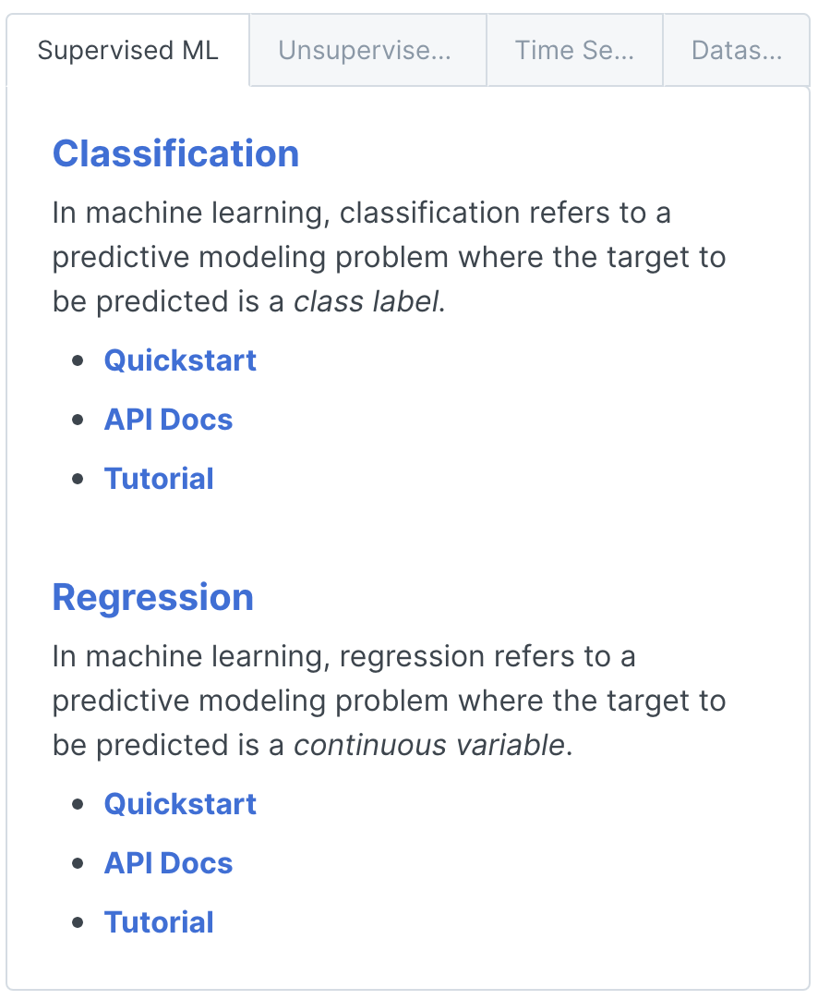 Supervised ML
Unsupervise...
Time Se...
Datas...
Classification
In machine learning, classification refers to a
predictive modeling problem where the target to
be predicted is a class label.
Quickstart
API Docs
Tutorial
Regression
In machine learning, regression refers to a
predictive modeling problem where the target to
be predicted is a continuous variable.
Quickstart
API Docs
Tutorial